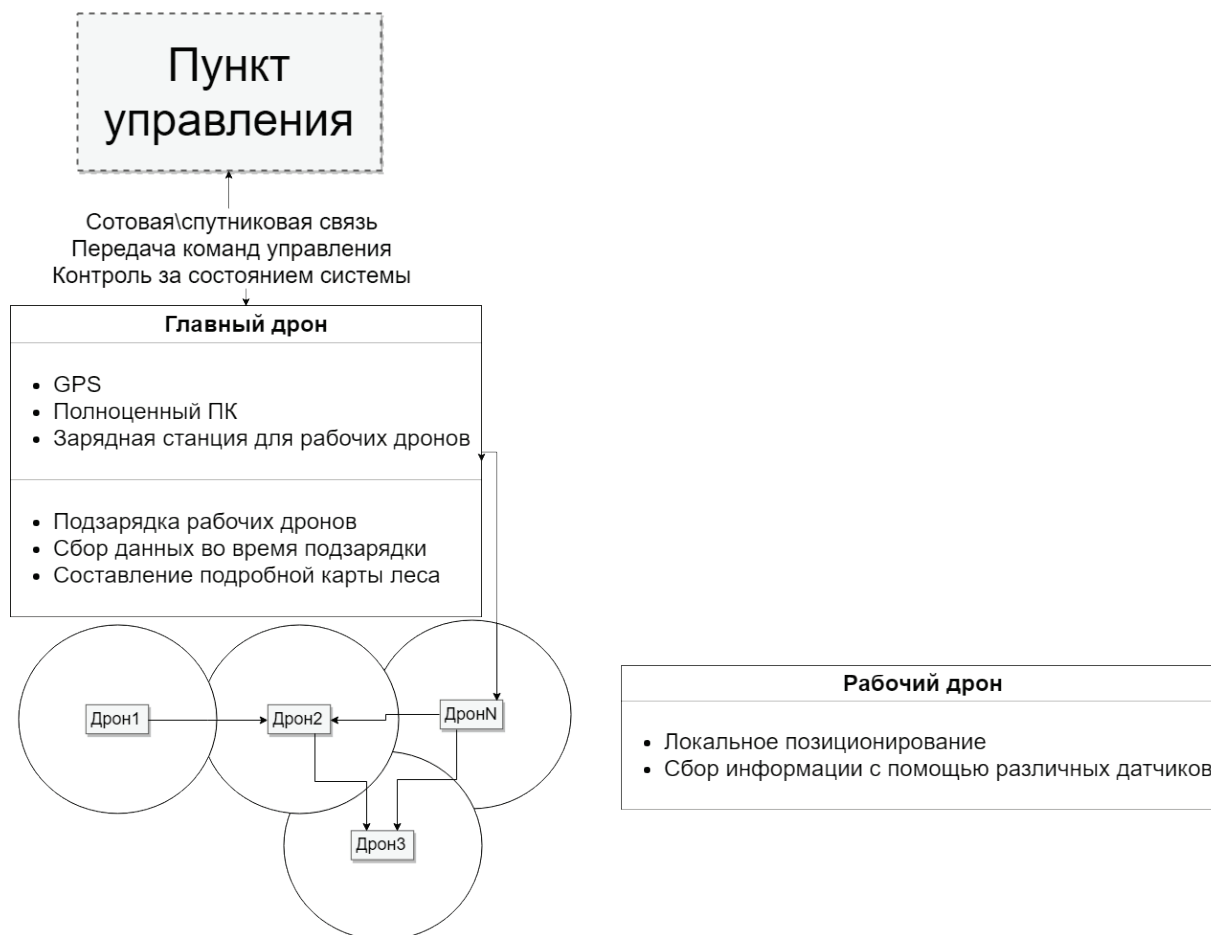 Пункт
управления
Сотовая\спутниковая связь
Передача команд управления
Контроль за состоянием системы
Главный дрон
• GPS
• Полноценный ПК
• Зарядная станция для рабочих дронов
• Подзарядка рабочих дронов
• Сбор данных во время подзарядки
• Составление подробной карты леса
Дрон1
Дрон2
ДронN
Дрон3
Рабочий дрон
• Локальное позиционирование
• Сбор информации с помощью различных датчиков